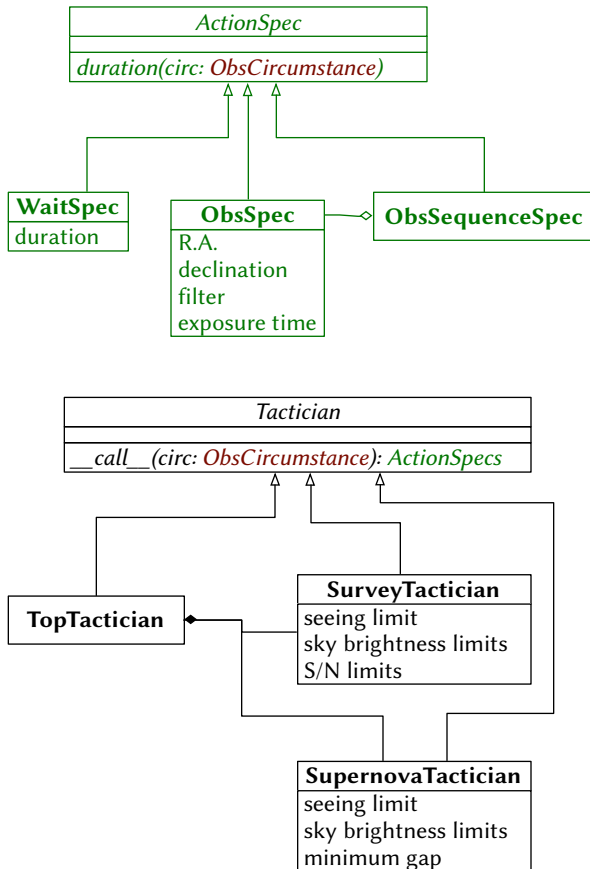 ActionSpec
duration(circ: ObsCircumstance)
WaitSpec
duration
ObsSpec
R.A.
declination
filter
exposure time
ObsSequenceSpec
Tactician
__call__(circ: ObsCircumstance): ActionSpecs
TopTactician
SurveyTactician
seeing limit
sky brightness limits
S/N limits
SupernovaTactician
seeing limit
sky brightness limits
minimum gap